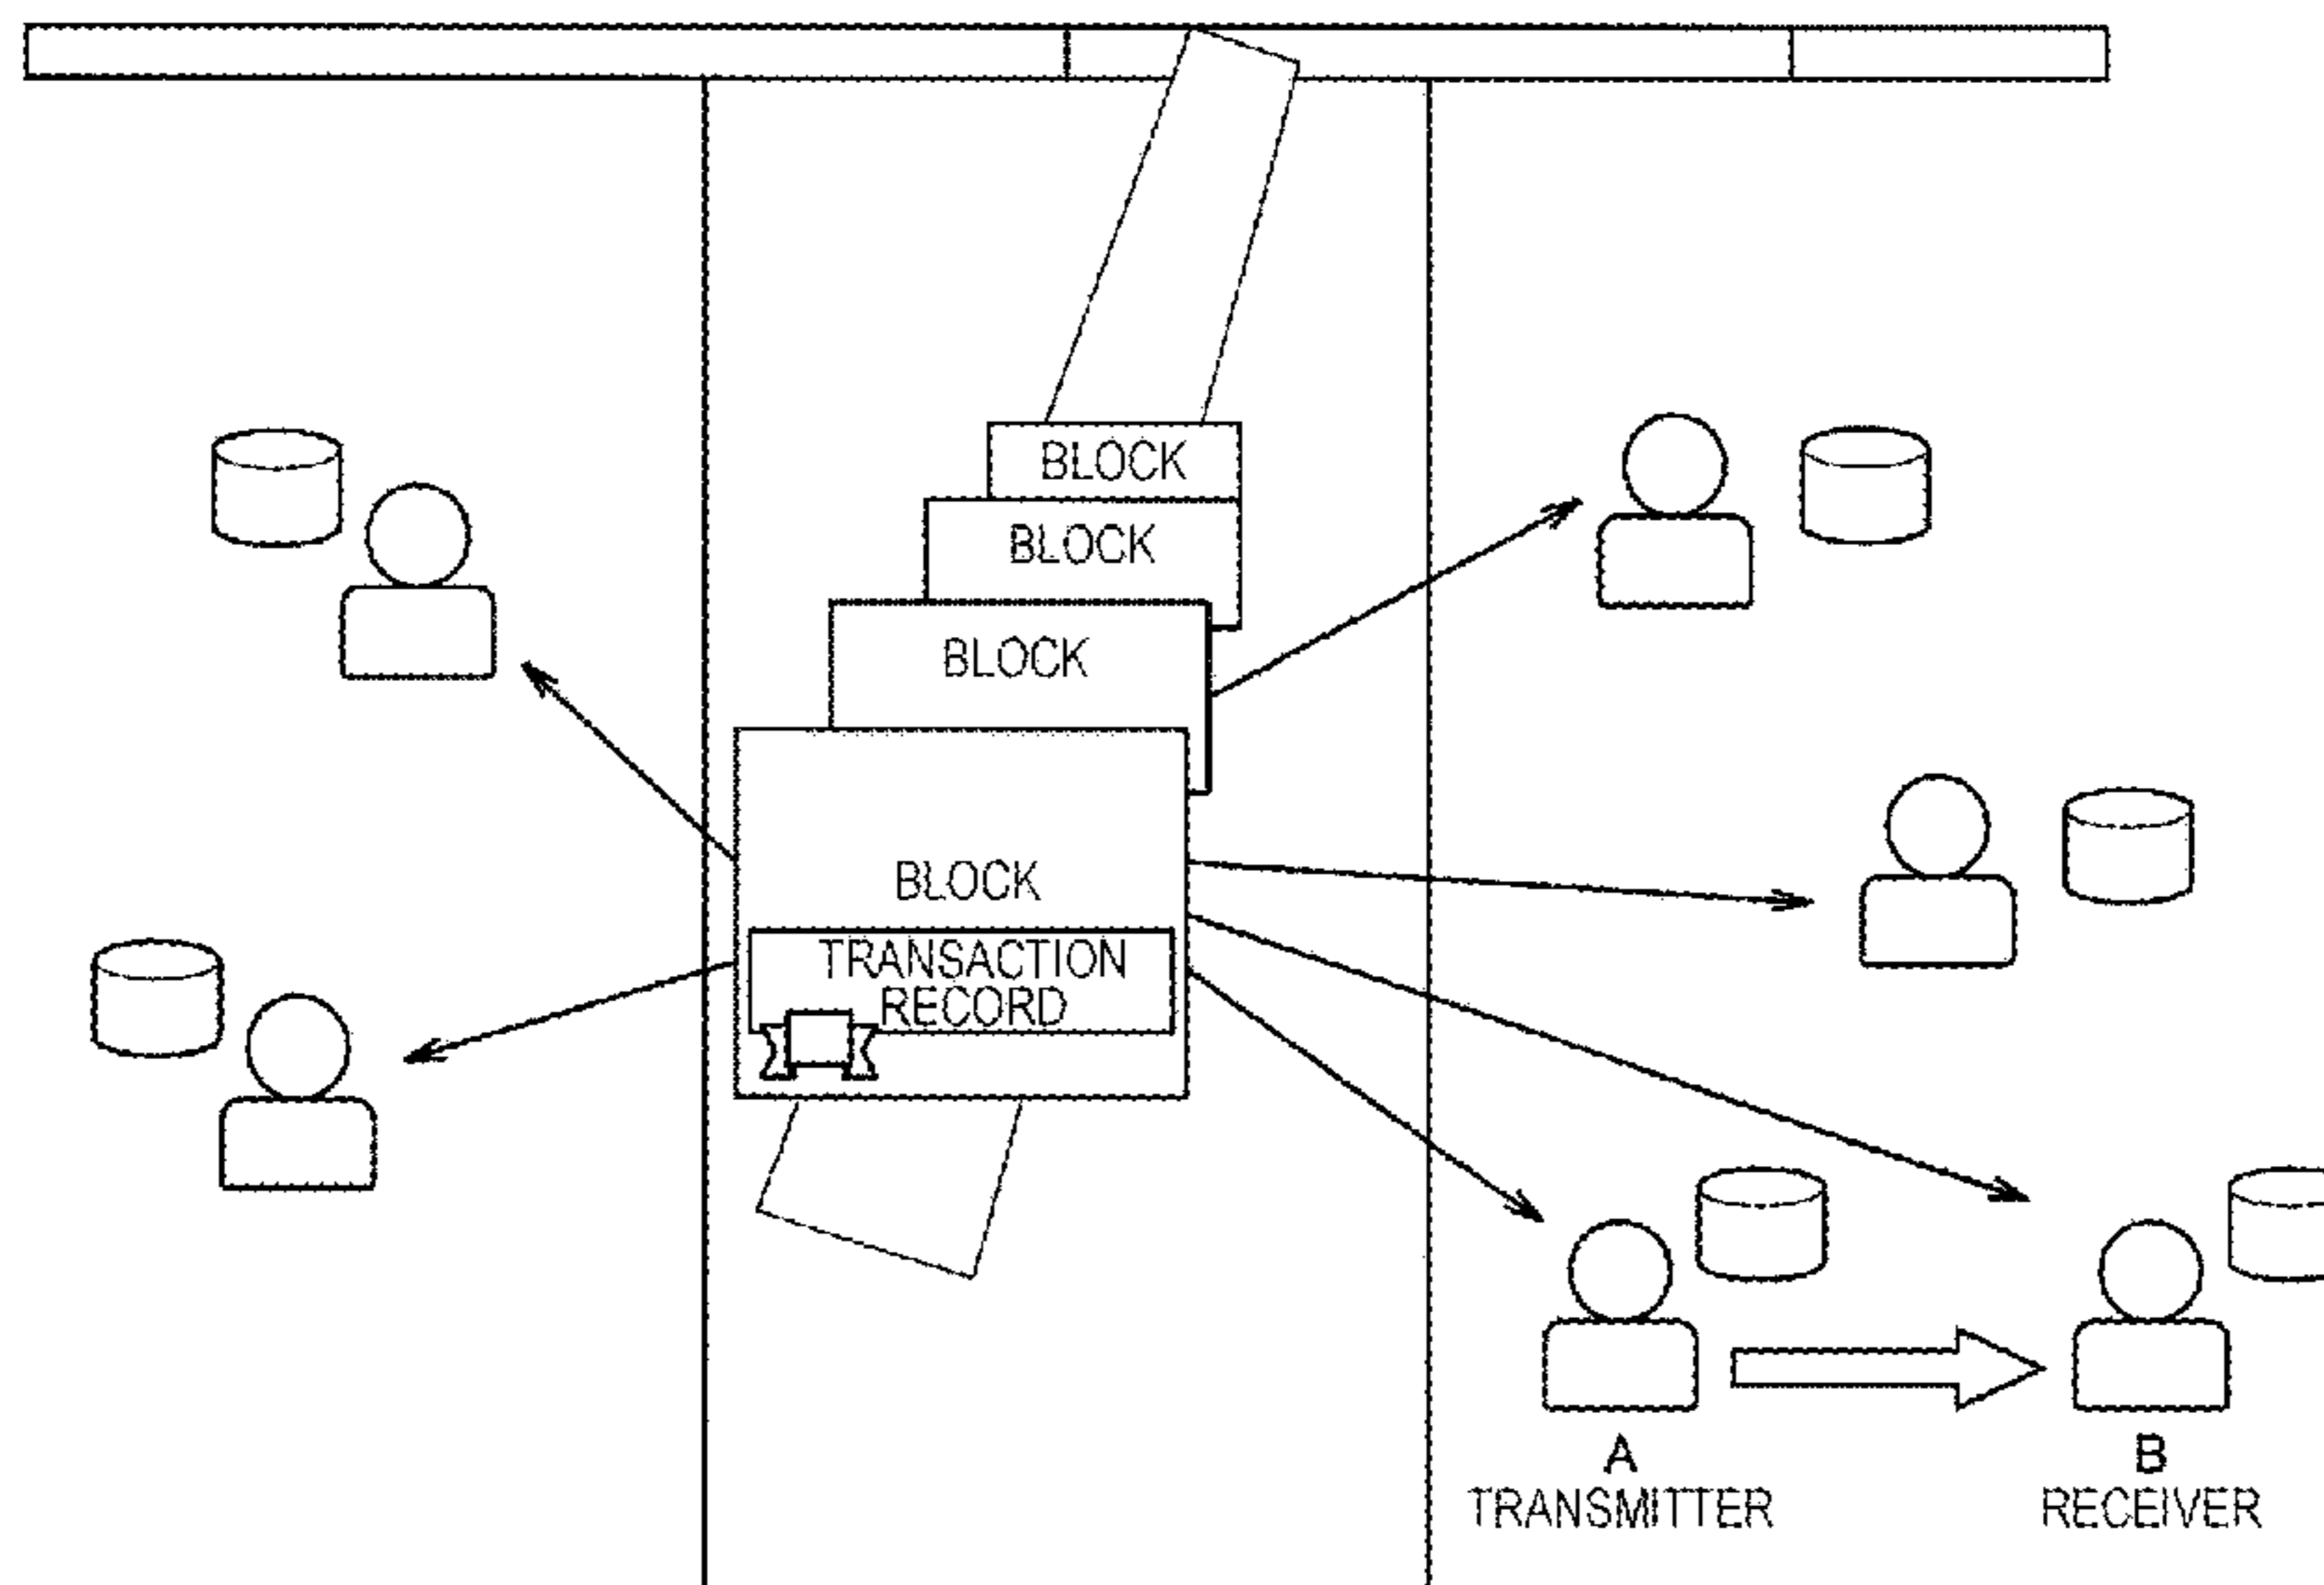 BLOCK
BLOCK
BLOCK
BLOCK
TRANSACTION
RECORD
A
TRANSMITTER
B
RECEIVER